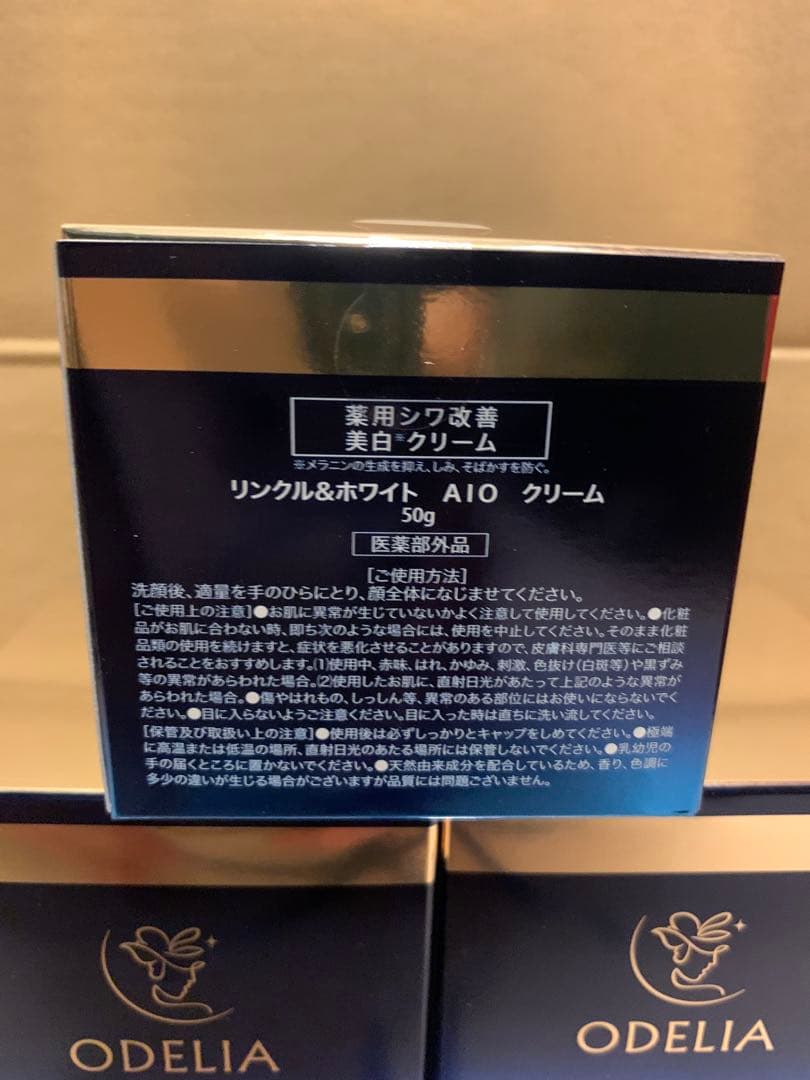 薬用シワ改善
美白※クリーム
※メラニンの生成を抑え、しみ、そばかすを防ぐ。
リンクル&ホワイト AIO クリーム
50g
医薬部外品
[ご使用方法]
洗顔後、適量を手のひらにとり、顔全体になじませてください。
[ご使用上の注意]●お肌に異常が生じていないかよく注意して使用してください。●化粧
品がお肌に合わない時、即ち次のような場合には、使用を中止してください。そのまま化粧
品類の使用を続けますと、症状を悪化させることがありますので、皮膚科専門医等にご相談
されることをおすすめします。(1)使用中、赤味、はれ、かゆみ、刺激、色抜け(白斑等)や黒ずみ
等の異常があらわれた場合。(2)使用したお肌に、直射日光があたって上記のような異常が
あらわれた場合。●傷やはれもの、しっしん等、異常のある部位にはお使いにならないでく
ださい。●目に入らないようご注意ください。目に入った時は直ちに洗い流してください。
[保管及び取扱い上の注意]●使用後は必ずしっかりとキャップをしめてください。●極端
に高温または低温の場所、直射日光のあたる場所には保管しないでください。●乳幼児の
手の届くところに置かないでください。●天然由来成分を配合しているため、香り、色調に
多少の違いが生じる場合がございますが品質には問題ございません。
ODELIA
ODELIA